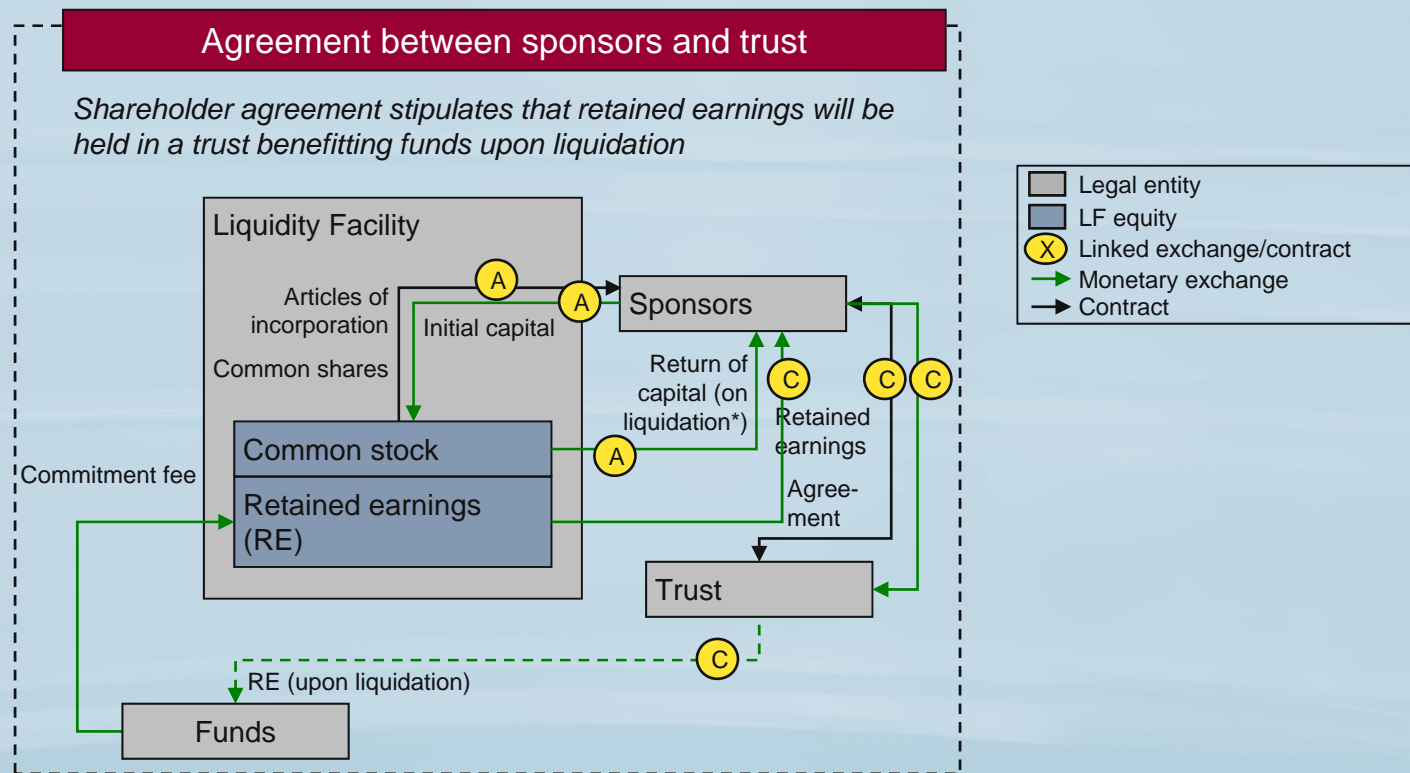 Agreement between sponsors and trust
Shareholder agreement stipulates that retained earnings will be
held in a trust benefitting funds upon liquidation
Legal entity
LF equity
X Linked exchange/contract
Monetary exchange
Contract
Liquidity Facility
A
A
Articles of
incorporation
Initial capital
Common shares
Sponsors
Return of
capital (on
liquidation*)
C
C
C
Retained
earnings
Common stock
A
Commitment fee
Retained earnings
(RE)
Agree-
ment
Trust
C
RE (upon liquidation)
Funds